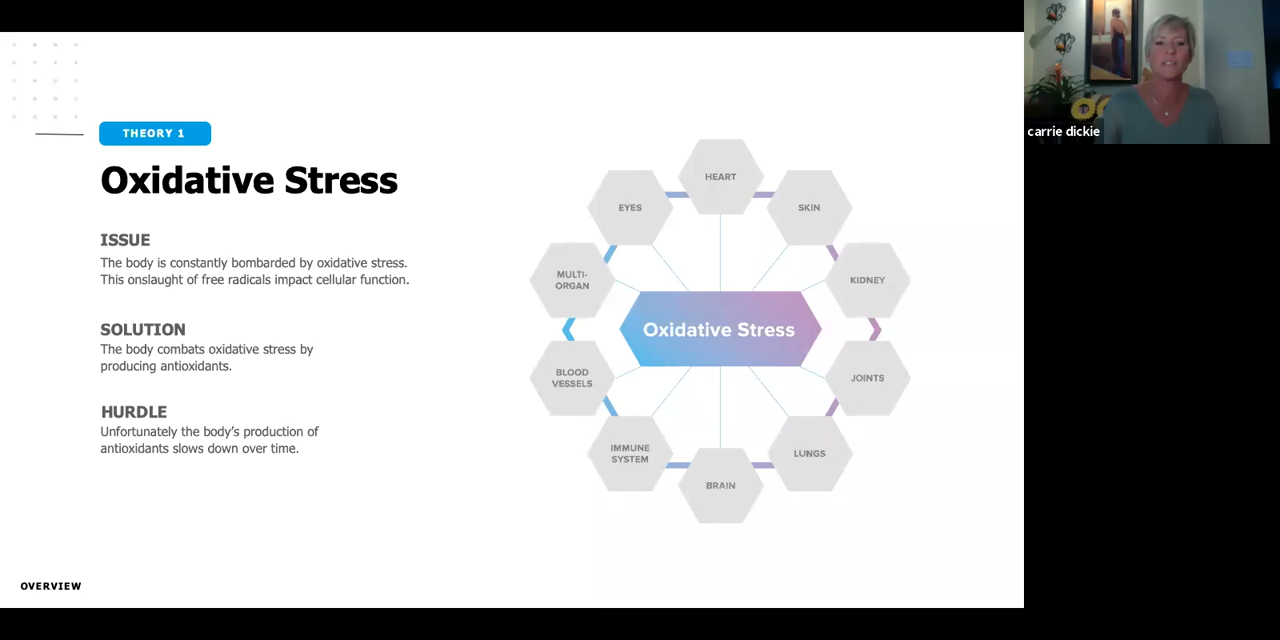 THEORY 1
Oxidative Stress
ISSUE
The body is constantly bombarded by oxidative stress.
This onslaught of free radicals impact cellular function.
SOLUTION
The body combats oxidative stress by
producing antioxidants.
HURDLE
Unfortunately the body's production of
antioxidants slows down over time.
HEART
EYES
SKIN
MULTI-
ORGAN
KIDNEY
Oxidative Stress
BLOOD
VESSELS
JOINTS
IMMUNE
SYSTEM
LUNGS
BRAIN
OVERVIEW
carrie dickie